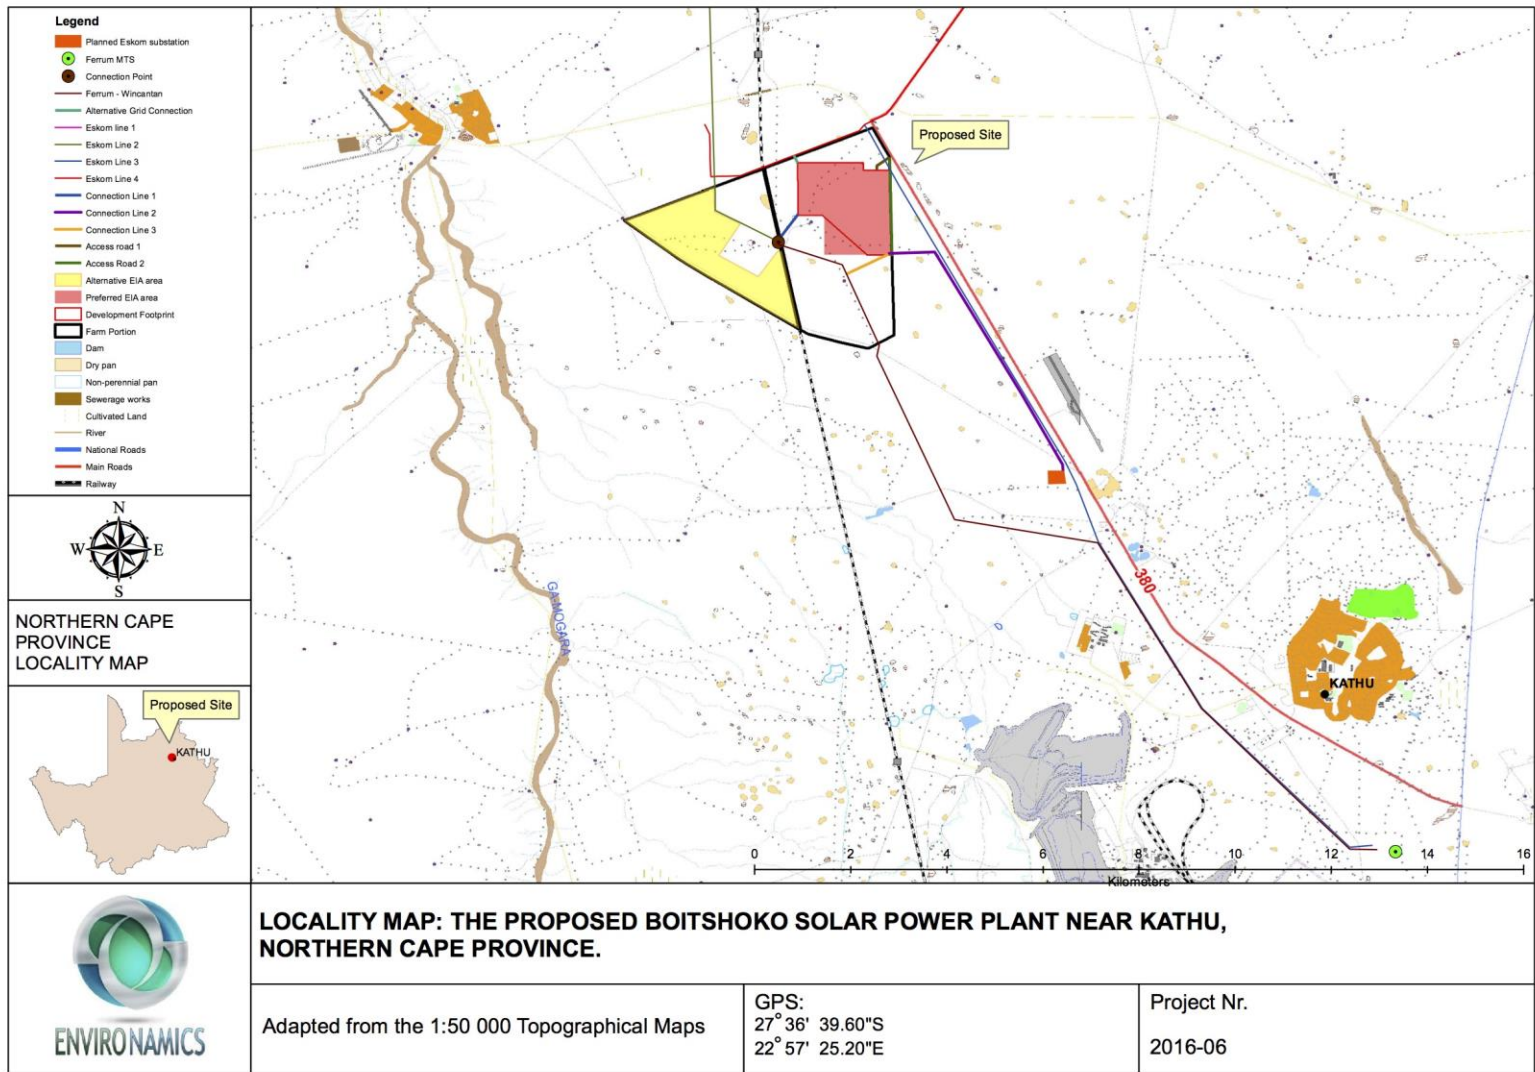 Legend
Planned Eskom substation
Ferrum MTS
Connection Point
Ferrum - Wincantan
Alternative Grid Connection
Eskom line 1
Eskom Line 2
Eskom Line 3
Eskom Line 4
Connection Line 1
Connection Line 2
Connection Line 3
Access road 1
Access Road 2
Alternative EIA area
Preferred EIA area
Development Footprint
Farm Portion
Dam
Dry pan
Non-perennial pan
Sewerage works
Cultivated Land
River
National Roads
Main Roads
Railway
N
W
E
S
NORTHERN CAPE
PROVINCE
LOCALITY MAP
Proposed Site
KATHU
Proposed Site
GA-MOGARA
380
KATHU
0 2 4 6 8 10 12 14 16
Kilometers
ENVIRONAMICS
LOCALITY MAP: THE PROPOSED BOITSHOKO SOLAR POWER PLANT NEAR KATHU,
NORTHERN CAPE PROVINCE.
Adapted from the 1:50 000 Topographical Maps
GPS:
27° 36' 39.60"S
22° 57' 25.20"E
Project Nr.
2016-06